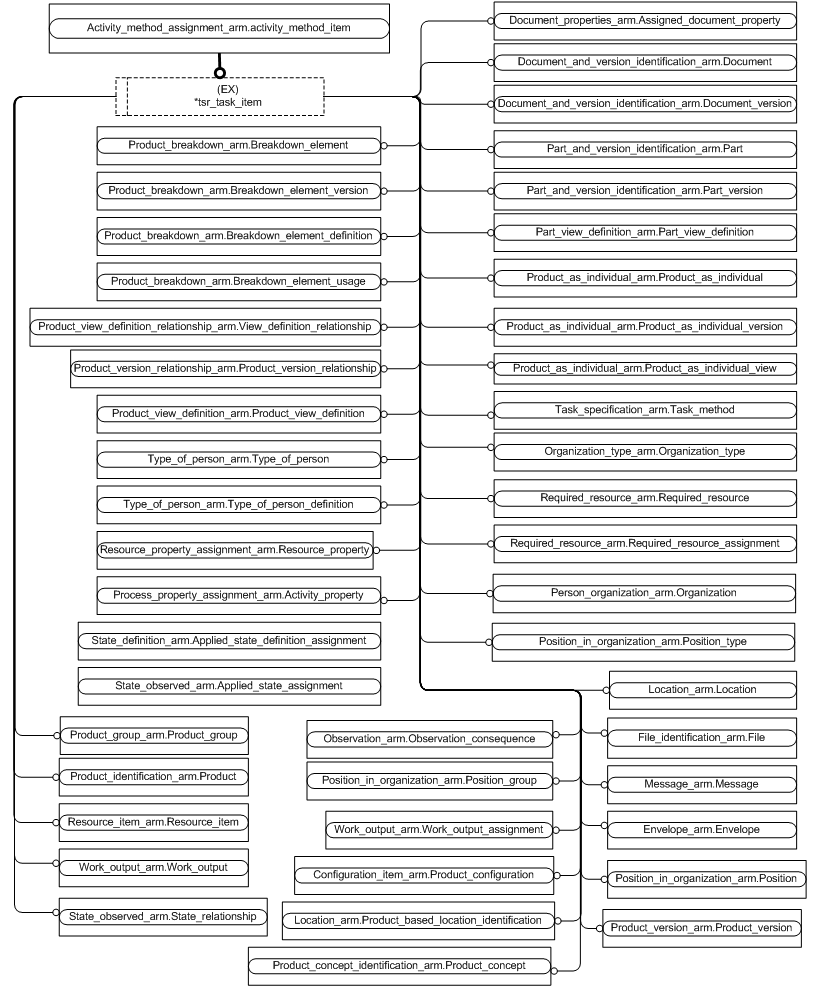 Activity_method_assignment_arm.activity_method_item
(EX)
*tsr_task_item
Product_breakdown_arm.Breakdown_element
Product_breakdown_arm.Breakdown_element_version
Product_breakdown_arm.Breakdown_element_definition
Product_breakdown_arm.Breakdown_element_usage
Product_view_definition_relationship_arm.View_definition_relationship
Product_version_relationship_arm.Product_version_relationship
Product_view_definition_arm.Product_view_definition
Type_of_person_arm.Type_of_person
Type_of_person_arm.Type_of_person_definition
Resource_property_assignment_arm.Resource_property
Process_property_assignment_arm.Activity_property
State_definition_arm.Applied_state_definition_assignment
State_observed_arm.Applied_state_assignment
Product_group_arm.Product_group
Product_identification_arm.Product
Resource_item_arm.Resource_item
Work_output_arm.Work_output
State_observed_arm.State_relationship
Document_properties_arm.Assigned_document_property
Document_and_version_identification_arm.Document
Document_and_version_identification_arm.Document_version
Part_and_version_identification_arm.Part
Part_and_version_identification_arm.Part_version
Part_view_definition_arm.Part_view_definition
Product_as_individual_arm.Product_as_individual
Product_as_individual_arm.Product_as_individual_version
Product_as_individual_arm.Product_as_individual_view
Task_specification_arm.Task_method
Organization_type_arm.Organization_type
Required_resource_arm.Required_resource
Required_resource_arm.Required_resource_assignment
Person_organization_arm.Organization
Position_in_organization_arm.Position_type
Observation_arm.Observation_consequence
Position_in_organization_arm.Position_group
Work_output_arm.Work_output_assignment
Configuration_item_arm.Product_configuration
Location_arm.Product_based_location_identification
Product_concept_identification_arm.Product_concept
Location_arm.Location
File_identification_arm.File
Message_arm.Message
Envelope_arm.Envelope
Position_in_organization_arm.Position
Product_version_arm.Product_version